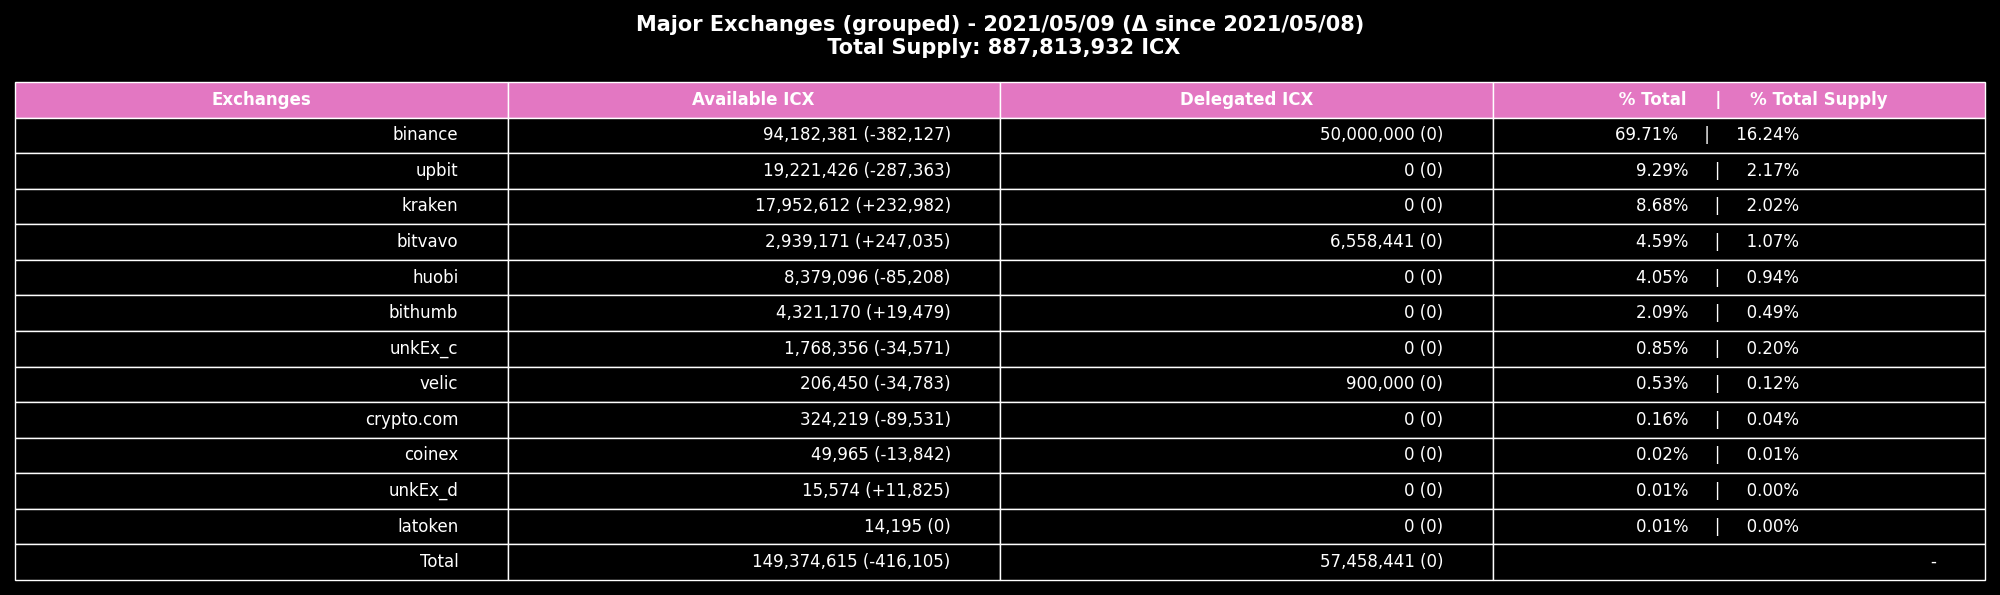 Major Exchanges (grouped) - 2021/05/09 (Δ since 2021/05/08)
Total Supply: 887,813,932 ICX
Exchanges Available ICX Delegated ICX % Total | % Total Supply
binance 94,182,381 (-382,127) 50,000,000 (0) 69.71% | 16.24%
upbit 19,221,426 (-287,363) 0 (0) 9.29% | 2.17%
kraken 17,952,612 (+232,982) 0 (0) 8.68% | 2.02%
bitvavo 2,939,171 (+247,035) 6,558,441 (0) 4.59% | 1.07%
huobi 8,379,096 (-85,208) 0 (0) 4.05% | 0.94%
bithumb 4,321,170 (+19,479) 0 (0) 2.09% | 0.49%
unkEx_c 1,768,356 (-34,571) 0 (0) 0.85% | 0.20%
velic 206,450 (-34,783) 900,000 (0) 0.53% | 0.12%
crypto.com 324,219 (-89,531) 0 (0) 0.16% | 0.04%
coinex 49,965 (-13,842) 0 (0) 0.02% | 0.01%
unkEx_d 15,574 (+11,825) 0 (0) 0.01% | 0.00%
latoken 14,195 (0) 0 (0) 0.01% | 0.00%
Total 149,374,615 (-416,105) 57,458,441 (0) -